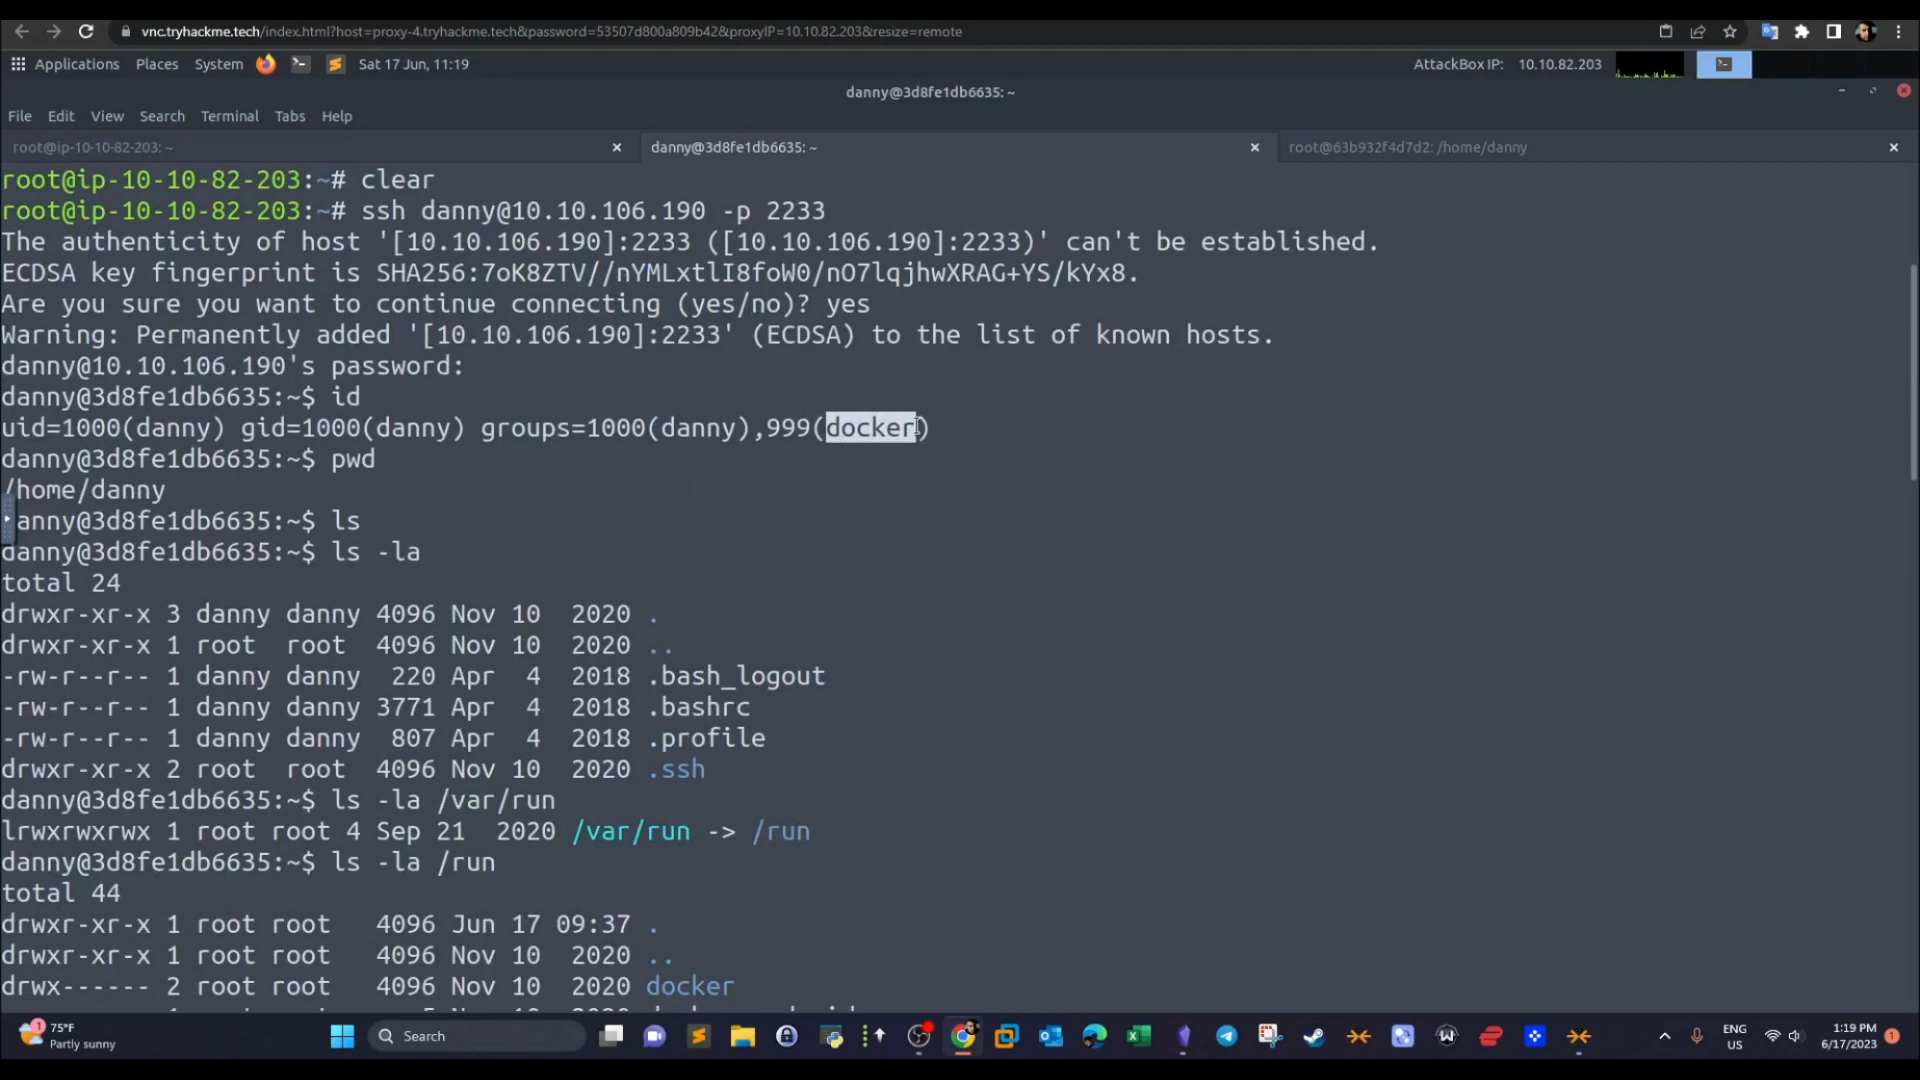 vnc.tryhackme.tech/index.html?host=proxy-4.tryhackme.tech&password=53507d800a809b42&proxyIP=10.10.82.203&resize=remote
Applications Places System Sat 17 Jun, 11:19 AttackBox IP: 10.10.82.203
danny@3d8fe1db6635: ~
File Edit View Search Terminal Tabs Help
root@ip-10-10-82-203: ~ danny@3d8fe1db6635: ~ root@63b932f4d7d2: /home/danny
root@ip-10-10-82-203:~# clear
root@ip-10-10-82-203:~# ssh danny@10.10.106.190 -p 2233
The authenticity of host '[10.10.106.190]:2233 ([10.10.106.190]:2233)' can't be established.
ECDSA key fingerprint is SHA256:7oK8ZTV//nYMLxtlI8foW0/nO7lqjhwXRAG+YS/kYx8.
Are you sure you want to continue connecting (yes/no)? yes
Warning: Permanently added '[10.10.106.190]:2233' (ECDSA) to the list of known hosts.
danny@10.10.106.190's password:
danny@3d8fe1db6635:~$ id
uid=1000(danny) gid=1000(danny) groups=1000(danny),999(docker)
danny@3d8fe1db6635:~$ pwd
/home/danny
anny@3d8fe1db6635:~$ ls
danny@3d8fe1db6635:~$ ls -la
total 24
drwxr-xr-x 3 danny danny 4096 Nov 10 2020 .
drwxr-xr-x 1 root root 4096 Nov 10 2020 ..
-rw-r--r-- 1 danny danny 220 Apr 4 2018 .bash_logout
-rw-r--r-- 1 danny danny 3771 Apr 4 2018 .bashrc
-rw-r--r-- 1 danny danny 807 Apr 4 2018 .profile
drwxr-xr-x 2 root root 4096 Nov 10 2020 .ssh
danny@3d8fe1db6635:~$ ls -la /var/run
lrwxrwxrwx 1 root root 4 Sep 21 2020 /var/run -> /run
danny@3d8fe1db6635:~$ ls -la /run
total 44
drwxr-xr-x 1 root root 4096 Jun 17 09:37 .
drwxr-xr-x 1 root root 4096 Nov 10 2020 ..
drwx------ 2 root root 4096 Nov 10 2020 docker
75°F
Partly sunny
Search
ENG
US
1:19 PM
6/17/2023